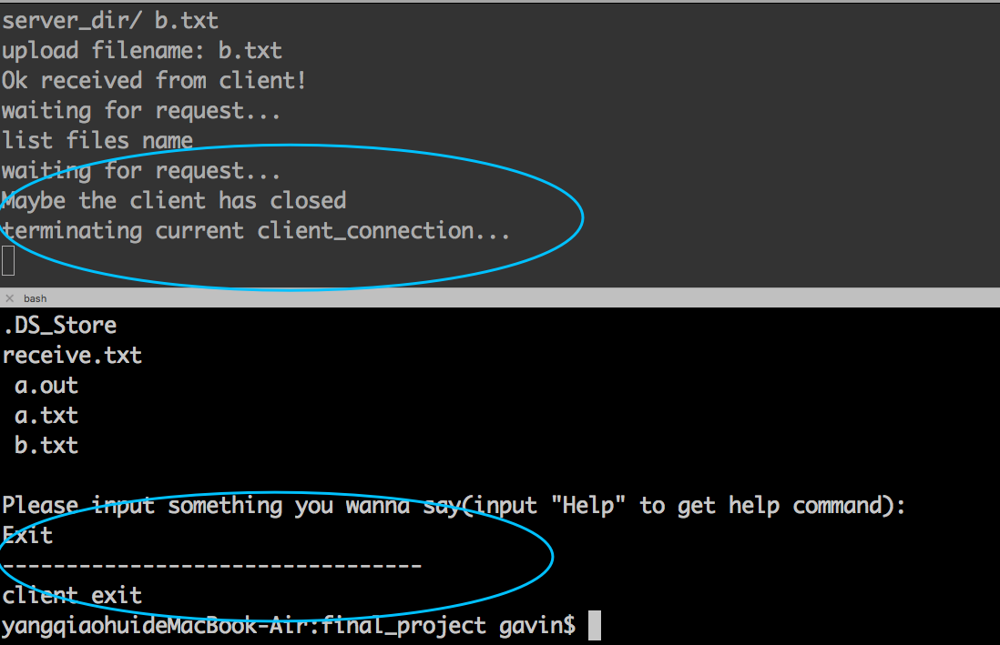 server_dir/ b.txt
upload filename: b.txt
Ok received from client!
waiting for request...
list files name
waiting for request...
Maybe the client has closed
terminating current client_connection...
× bash
.DS_Store
receive.txt
a.out
a.txt
b.txt
Please input something you wanna say(input "Help" to get help command):
Exit
---------------------------------
client exit
yangqiaohuideMacBook-Air:final_project gavin$